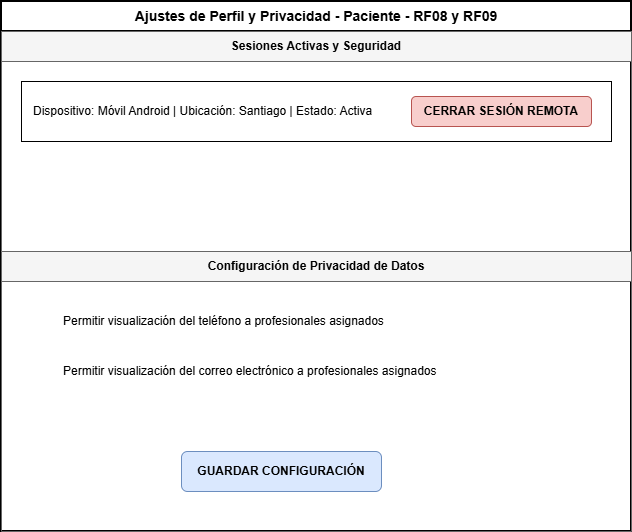 Ajustes de Perfil y Privacidad - Paciente - RF08 y RF09
Sesiones Activas y Seguridad
Dispositivo: Móvil Android | Ubicación: Santiago | Estado: Activa
CERRAR SESIÓN REMOTA
Configuración de Privacidad de Datos
Permitir visualización del teléfono a profesionales asignados
Permitir visualización del correo electrónico a profesionales asignados
GUARDAR CONFIGURACIÓN